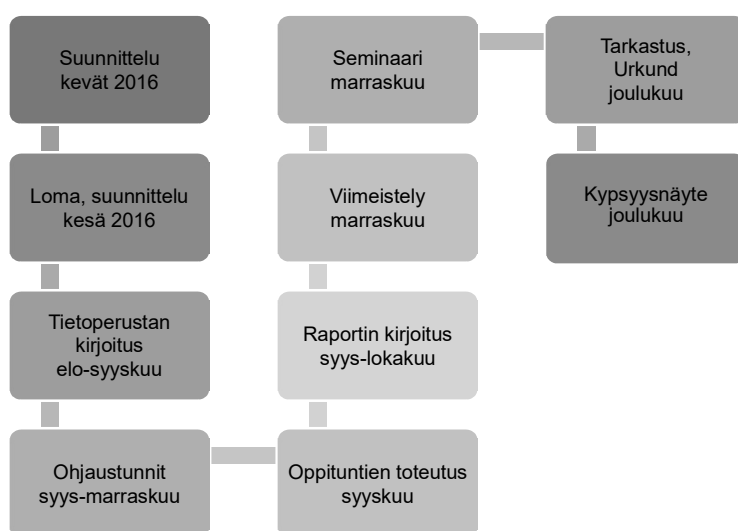 Suunnittelu
kevät 2016
Loma, suunnittelu
kesä 2016
Tietoperustan
kirjoitus
elo-syyskuu
Ohjaustunnit
syys-marraskuu
Oppituntien toteutus
syyskuu
Raportin kirjoitus
syys-lokakuu
Viimeistely
marraskuu
Seminaari
marraskuu
Tarkastus,
Urkund
joulukuu
Kypsyysnäyte
joulukuu